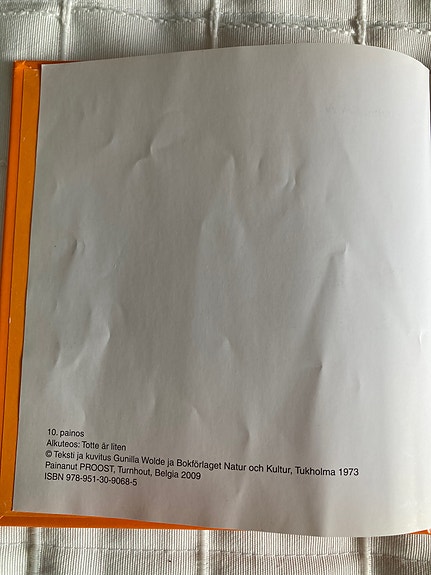 10. painos
Alkuteos: Totte är liten
© Teksti ja kuvitus Gunilla Wolde ja Bokförlaget Natur och Kultur, Tukholma 1973
Painanut PROOST, Turnhout, Belgia 2009
ISBN 978-951-30-9068-5